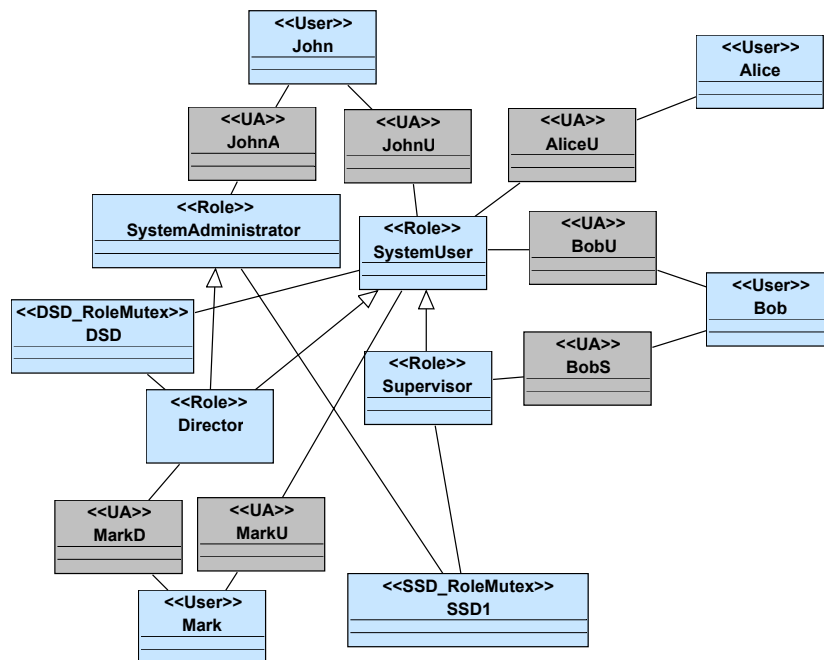 <<User>>
John
<<User>>
Alice
<<UA>>
JohnA
<<UA>>
JohnU
<<UA>>
AliceU
<<Role>>
SystemAdministrator
<<Role>>
SystemUser
<<UA>>
BobU
<<User>>
Bob
<<DSD_RoleMutex>>
DSD
<<UA>>
BobS
<<Role>>
Supervisor
<<Role>>
Director
<<UA>>
MarkD
<<UA>>
MarkU
<<SSD_RoleMutex>>
SSD1
<<User>>
Mark